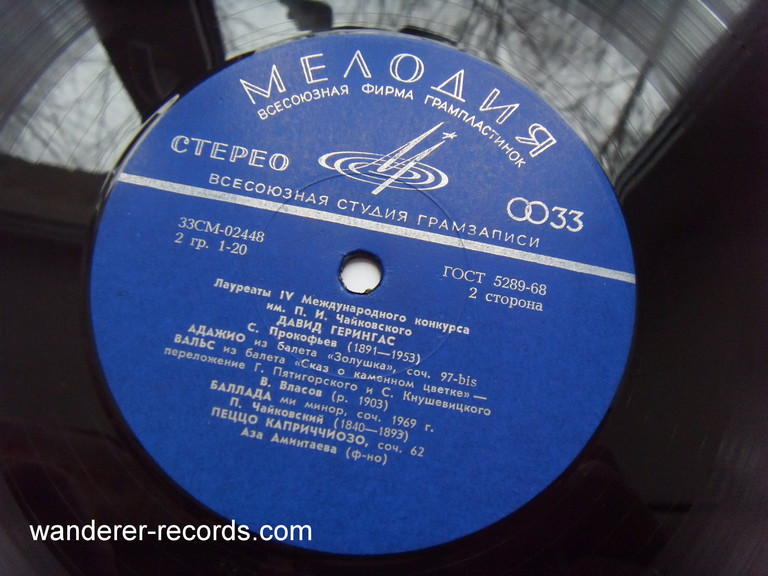 МЕЛОДИЯ
ВСЕСОЮЗНАЯ ФИРМА ГРАМПЛАСТИНОК
СТЕРЕО
33
ВСЕСОЮЗНАЯ СТУДИЯ ГРАМЗАПИСИ
33СМ-02448
2 гр. 1-20
ГОСТ 5289-68
2 сторона
Лауреаты IV Международного конкурса
им. П. И. Чайковского
ДАВИД ГЕРИНГАС
С. Прокофьев (1891—1953)
АДАЖИО из балета «Золушка», соч. 97-bis
ВАЛЬС из балета «Сказ о каменном цветке» —
переложение Г. Пятигорского и С. Кнушевицкого
В. Власов (р. 1903)
БАЛЛАДА ми минор, соч. 1969 г.
П. Чайковский (1840—1893)
ПЕЦЦО КАПРИЧЧИОЗО, соч. 62
Аза Аминтаева (ф-но)
wanderer-records.com